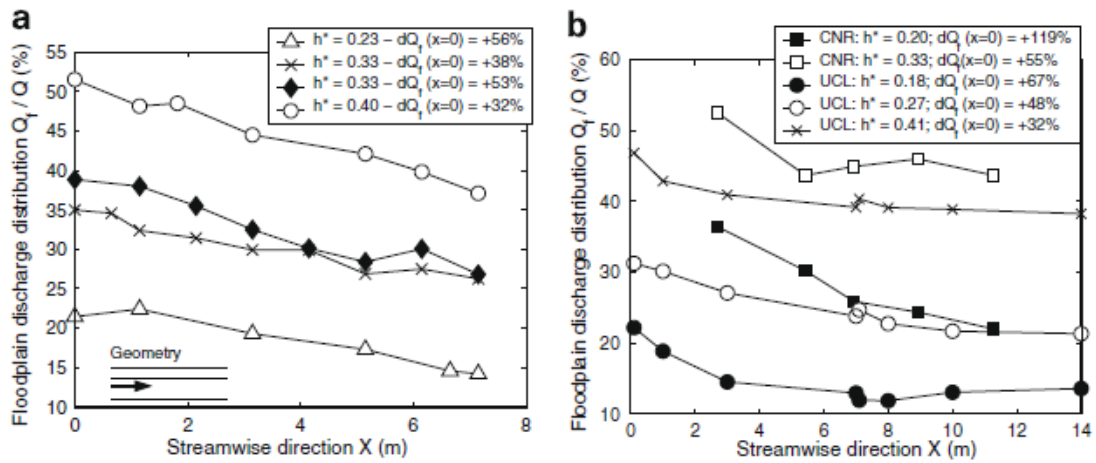 a
h* = 0.23 – dQf (x=0) = +56%
h* = 0.33 – dQf (x=0) = +38%
h* = 0.33 – dQf (x=0) = +53%
h* = 0.40 – dQf (x=0) = +32%
Floodplain discharge distribution Qf / Q (%)
55
50
45
40
35
30
25
20
15
10
Geometry
0 2 4 6 8
Streamwise direction X (m)
b
CNR: h* = 0.20; dQf (x=0) = +119%
CNR: h* = 0.33; dQf(x=0) = +55%
UCL: h* = 0.18; dQf (x=0) = +67%
UCL: h* = 0.27; dQf (x=0) = +48%
UCL: h* = 0.41; dQf (x=0) = +32%
Floodplain discharge distribution Qf / Q (%)
60
50
40
30
20
10
0 2 4 6 8 10 12 14
Streamwise direction X (m)